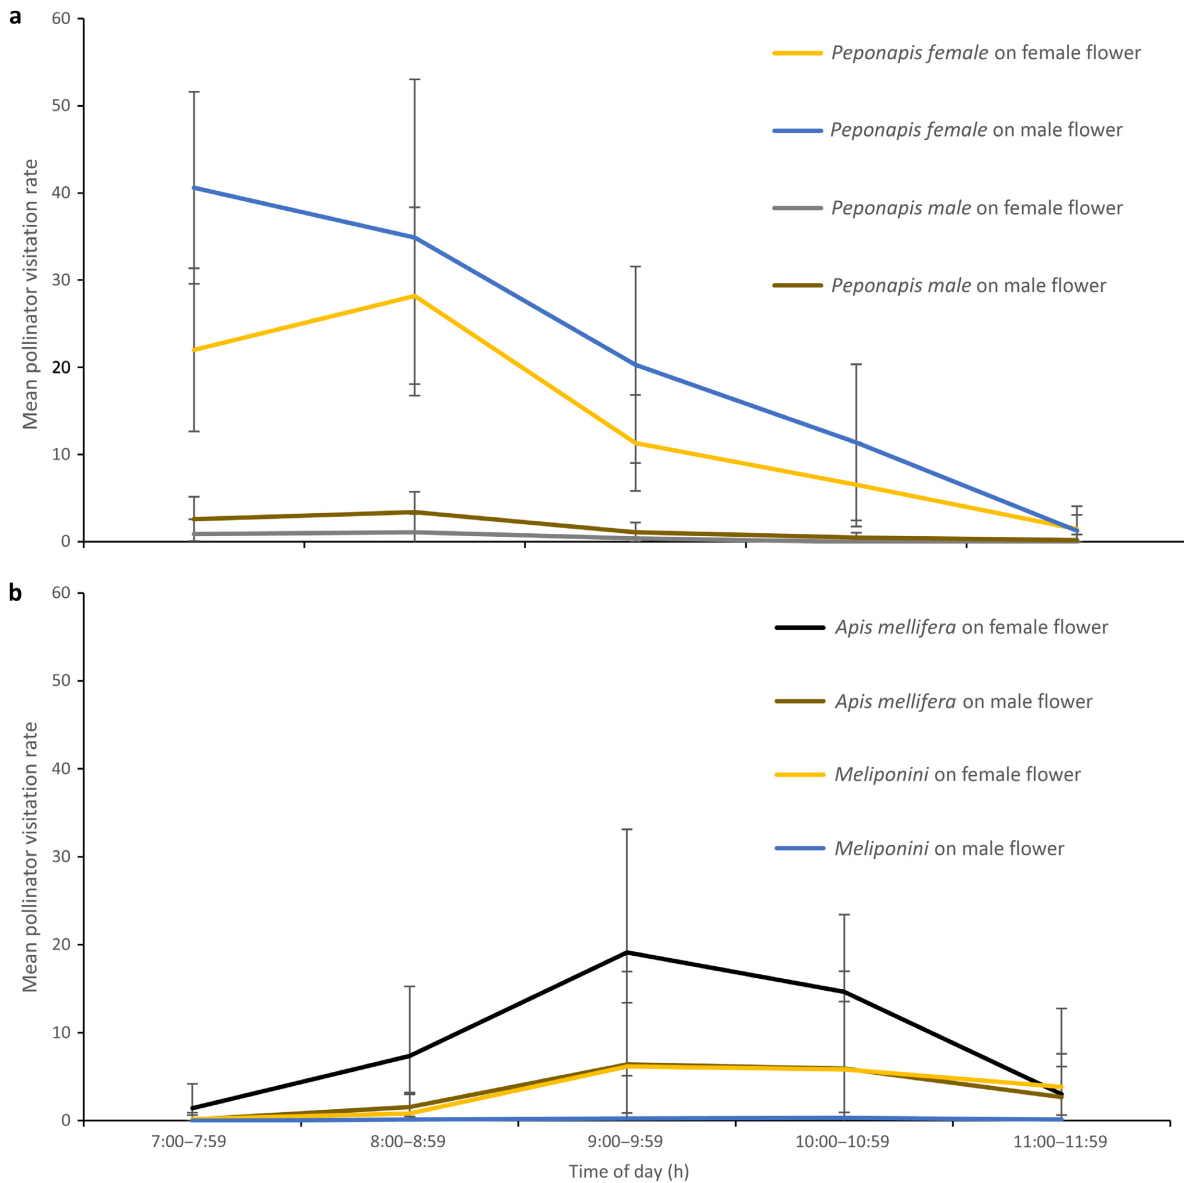 a
60
50
40
30
20
10
0
Mean pollinator visitation rate
Peponapis female on female flower
Peponapis female on male flower
Peponapis male on female flower
Peponapis male on male flower
b
60
50
40
30
20
10
0
Mean pollinator visitation rate
Apis mellifera on female flower
Apis mellifera on male flower
Meliponini on female flower
Meliponini on male flower
7:00–7:59 8:00–8:59 9:00–9:59 10:00–10:59 11:00–11:59
Time of day (h)